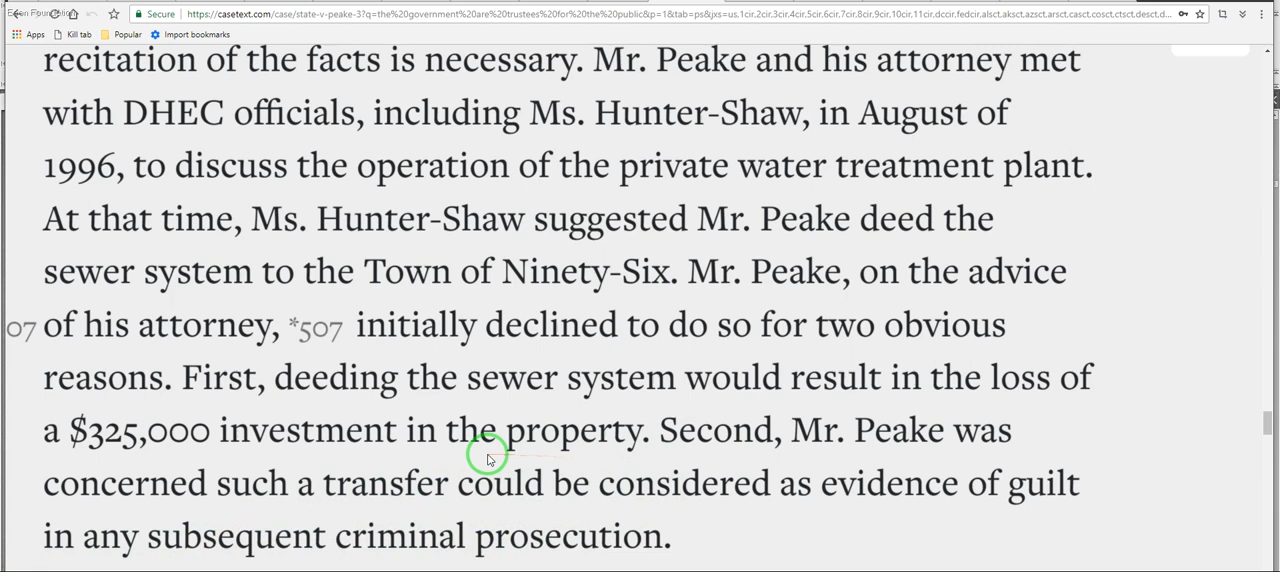 Secure https://casetext.com/case/state-v-peake-3?q=the%20government%20are%20trustees%20for%20the%20public&p=1&tab=ps&jxs=us,1cir,2cir,3cir,4cir,5cir,6cir,7cir,8cir,9cir,10cir,11cir,dccir,fedcir,alsct,aksct,azsct,arsct,casct,cosct,ctsct,desct,d...
Apps Kill tab Popular Import bookmarks
recitation of the facts is necessary. Mr. Peake and his attorney met
with DHEC officials, including Ms. Hunter-Shaw, in August of
1996, to discuss the operation of the private water treatment plant.
At that time, Ms. Hunter-Shaw suggested Mr. Peake deed the
sewer system to the Town of Ninety-Six. Mr. Peake, on the advice
07 of his attorney, *507 initially declined to do so for two obvious
reasons. First, deeding the sewer system would result in the loss of
a $325,000 investment in the property. Second, Mr. Peake was
concerned such a transfer could be considered as evidence of guilt
in any subsequent criminal prosecution.